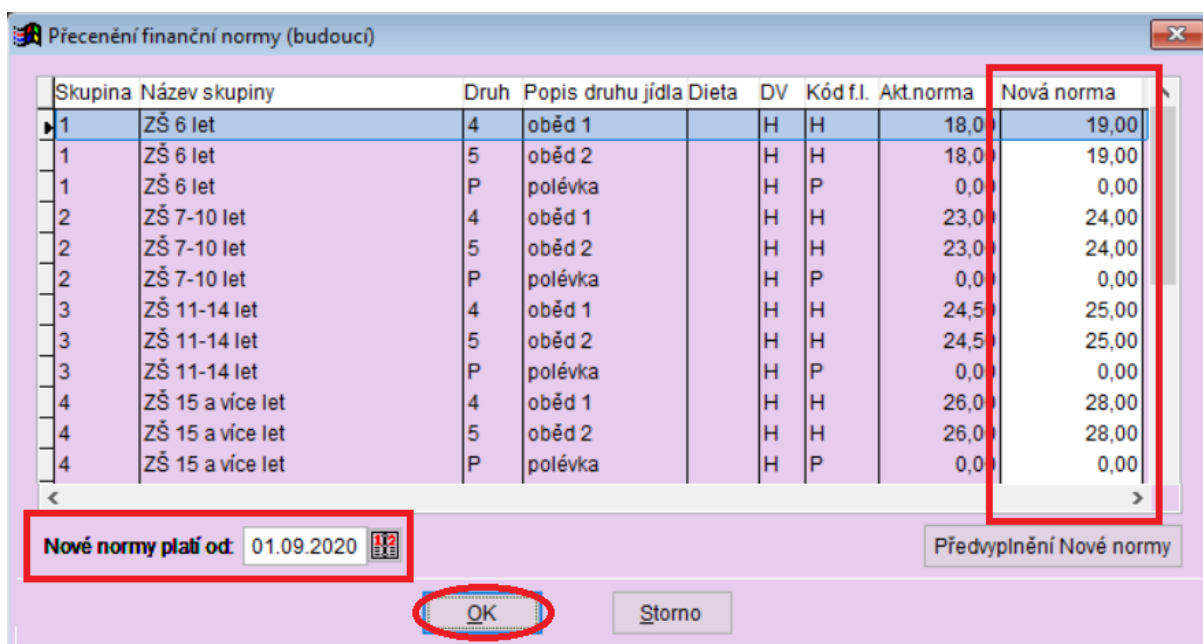 Přecenění finanční normy (budoucí)
Skupina Název skupiny Druh Popis druhu jídla Dieta DV Kód f.l. Akt.norma Nová norma
1 ZŠ 6 let 4 oběd 1 H H 18,00 19,00
1 ZŠ 6 let 5 oběd 2 H H 18,00 19,00
1 ZŠ 6 let P polévka H P 0,00 0,00
2 ZŠ 7-10 let 4 oběd 1 H H 23,00 24,00
2 ZŠ 7-10 let 5 oběd 2 H H 23,00 24,00
2 ZŠ 7-10 let P polévka H P 0,00 0,00
3 ZŠ 11-14 let 4 oběd 1 H H 24,50 25,00
3 ZŠ 11-14 let 5 oběd 2 H H 24,50 25,00
3 ZŠ 11-14 let P polévka H P 0,00 0,00
4 ZŠ 15 a více let 4 oběd 1 H H 26,00 28,00
4 ZŠ 15 a více let 5 oběd 2 H H 26,00 28,00
4 ZŠ 15 a více let P polévka H P 0,00 0,00
Nové normy platí od: 01.09.2020 Předvyplnění Nové normy
OK Storno